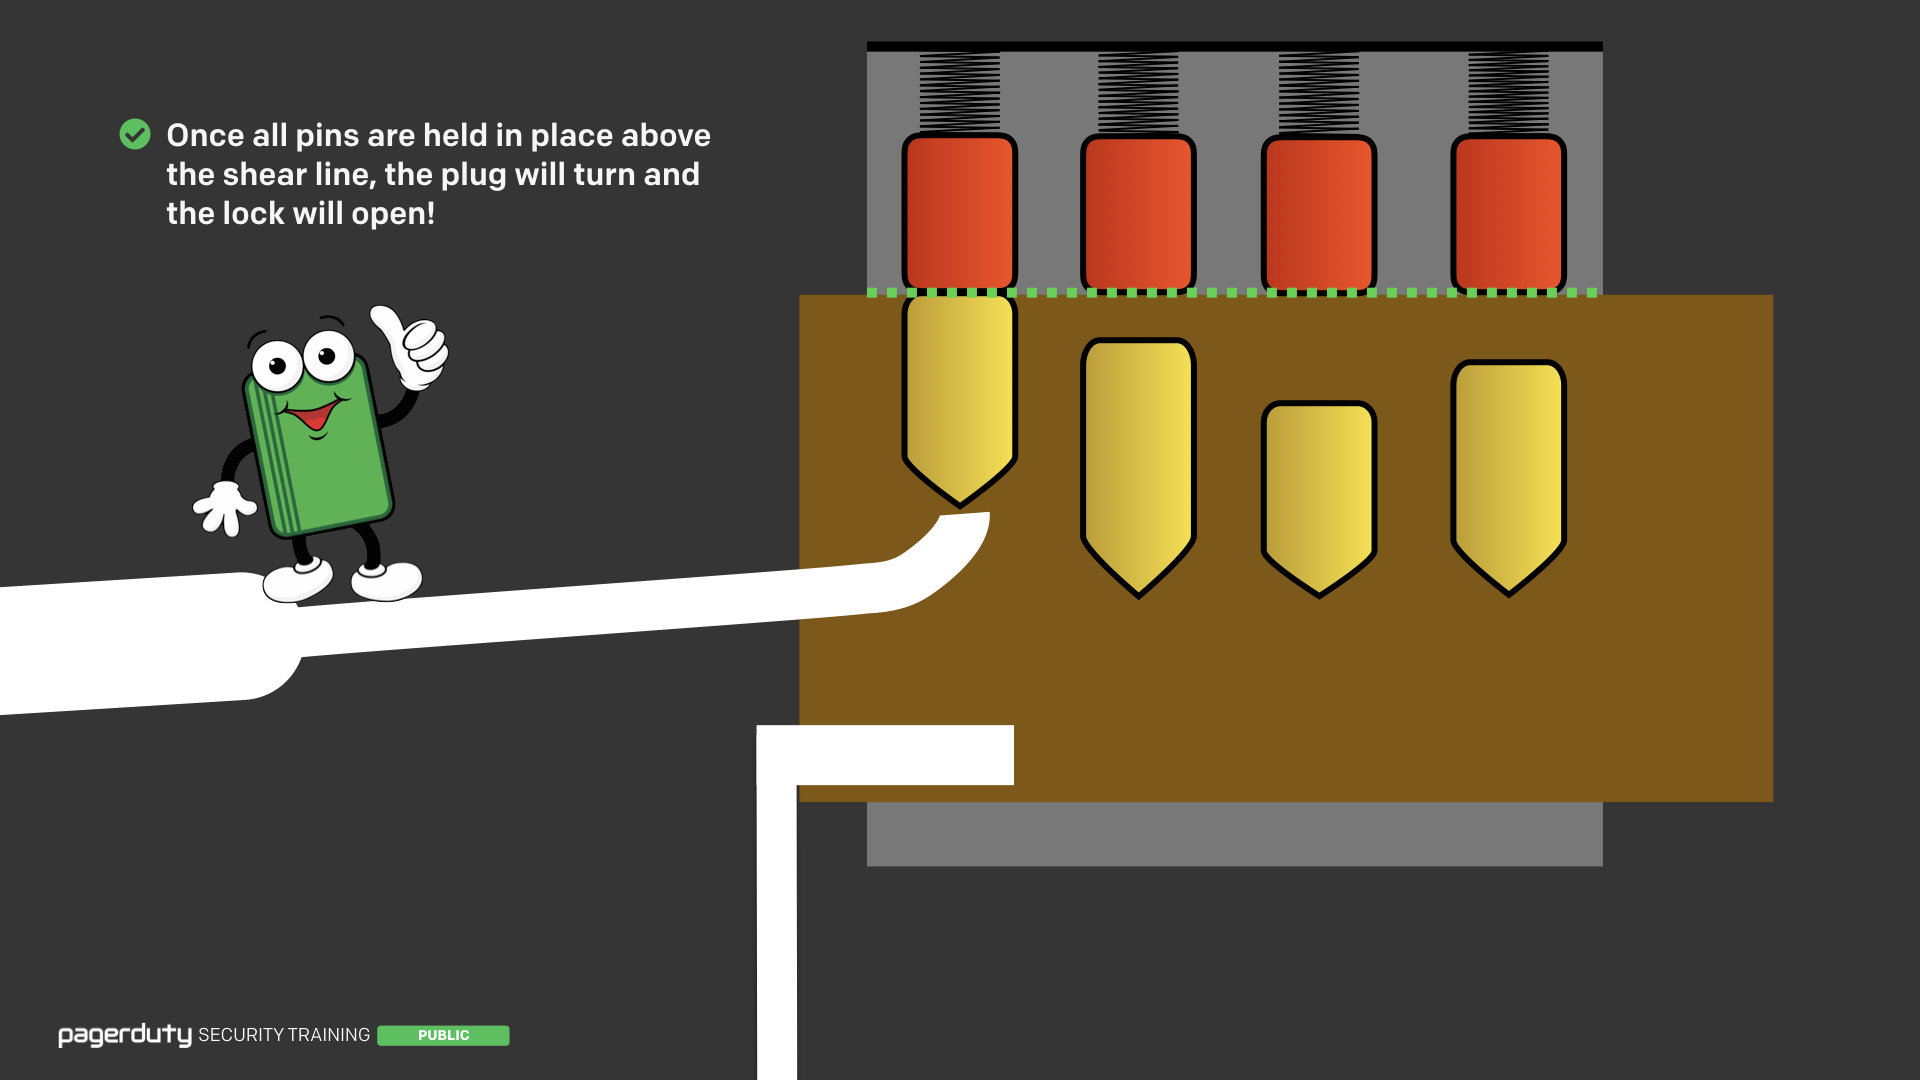 Once all pins are held in place above
the shear line, the plug will turn and
the lock will open!
pagerduty SECURITY TRAINING PUBLIC